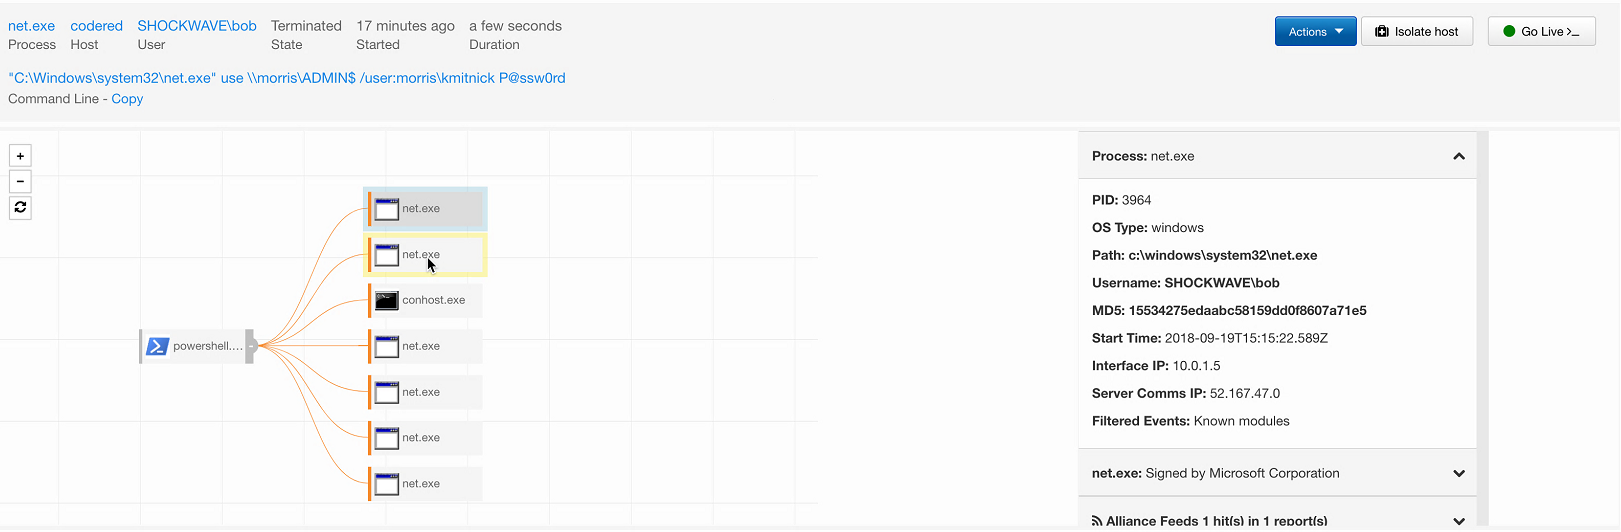 net.exe codered SHOCKWAVE\bob Terminated 17 minutes ago a few seconds
Process Host User State Started Duration
Actions Isolate host Go Live >_
"C:\Windows\system32\net.exe" use \\morris\ADMIN$ /user:morris\kmitnick P@ssw0rd
Command Line - Copy
+
−
net.exe
net.exe
conhost.exe
powershell....
net.exe
net.exe
net.exe
net.exe
Process: net.exe
PID: 3964
OS Type: windows
Path: c:\windows\system32\net.exe
Username: SHOCKWAVE\bob
MD5: 15534275edaabc58159dd0f8607a71e5
Start Time: 2018-09-19T15:15:22.589Z
Interface IP: 10.0.1.5
Server Comms IP: 52.167.47.0
Filtered Events: Known modules
net.exe: Signed by Microsoft Corporation
Alliance Feeds 1 hit(s) in 1 report(s)